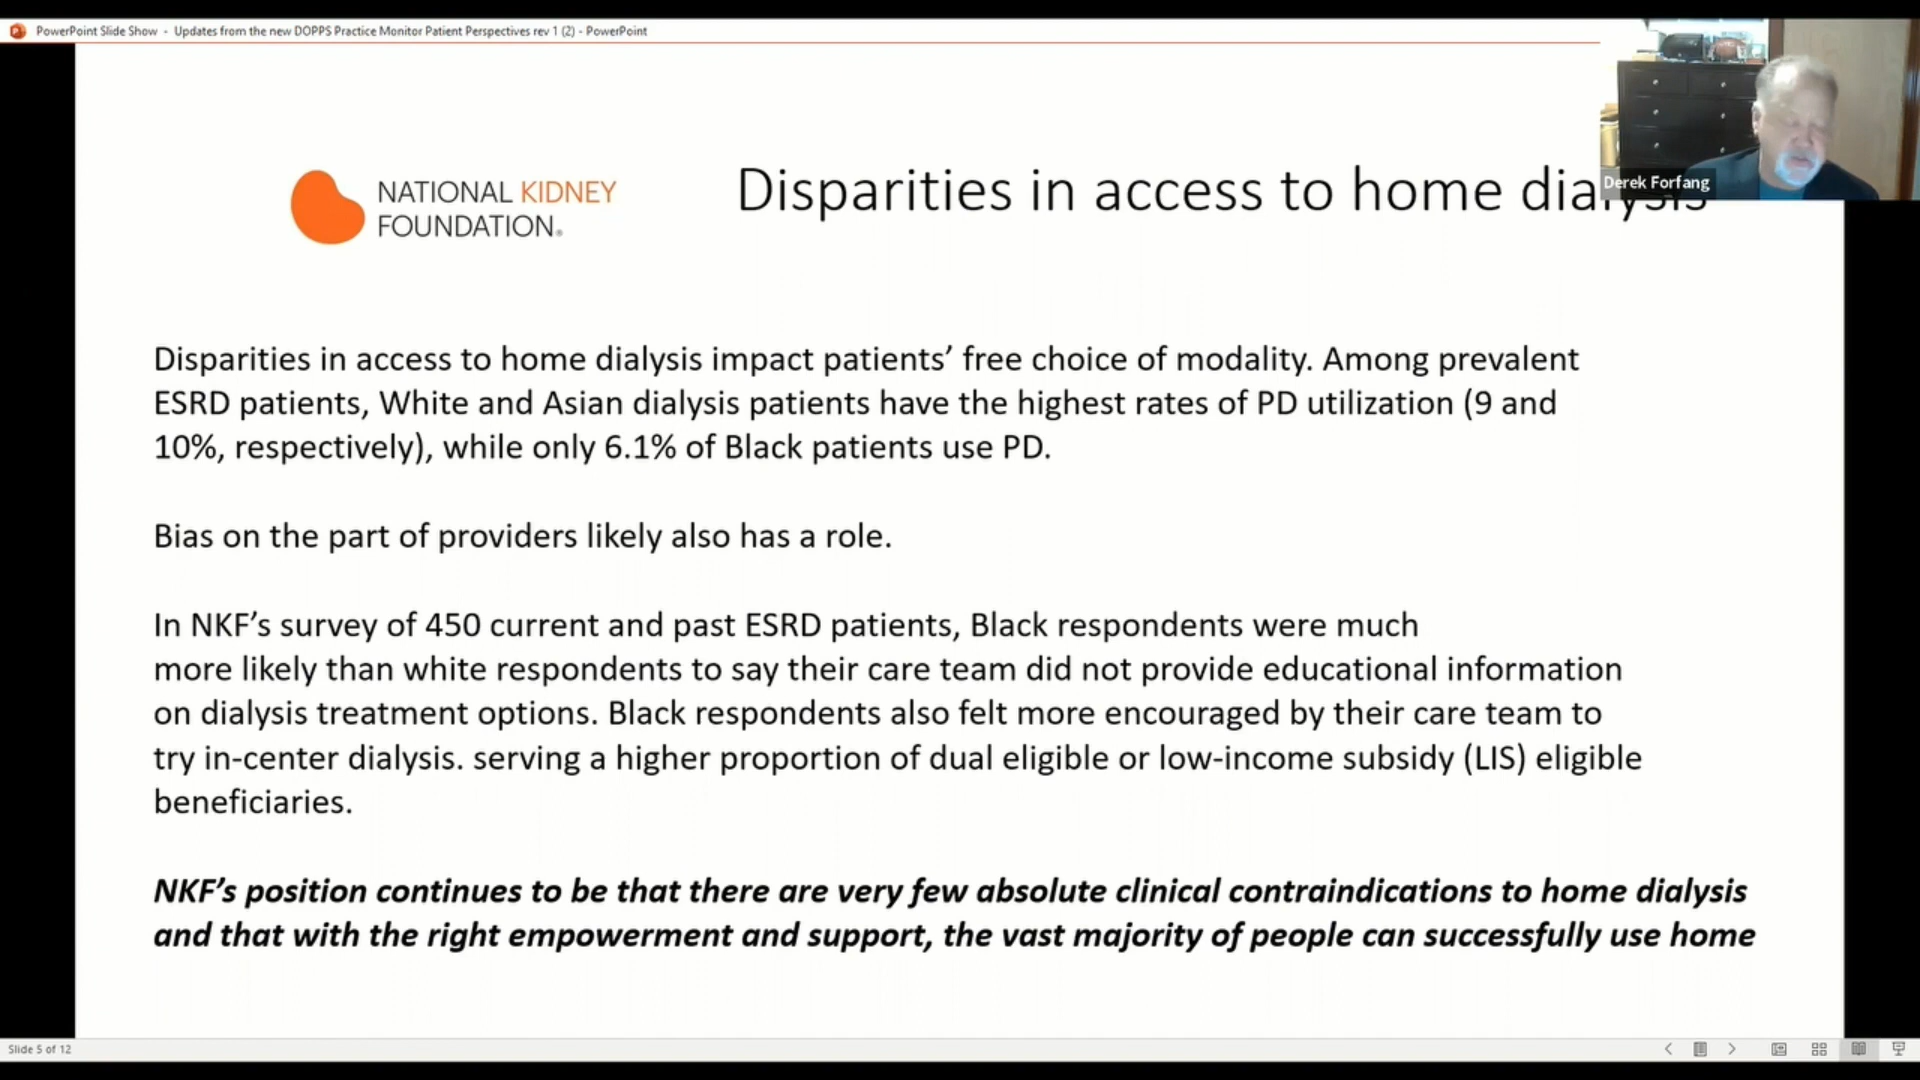 PowerPoint Slide Show - Updates from the new DOPPS Practice Monitor Patient Perspectives rev 1 (2) - PowerPoint
NATIONAL KIDNEY
FOUNDATION®
Disparities in access to home dialysis
Derek Forfang
Disparities in access to home dialysis impact patients’ free choice of modality. Among prevalent
ESRD patients, White and Asian dialysis patients have the highest rates of PD utilization (9 and
10%, respectively), while only 6.1% of Black patients use PD.
Bias on the part of providers likely also has a role.
In NKF’s survey of 450 current and past ESRD patients, Black respondents were much
more likely than white respondents to say their care team did not provide educational information
on dialysis treatment options. Black respondents also felt more encouraged by their care team to
try in-center dialysis. serving a higher proportion of dual eligible or low-income subsidy (LIS) eligible
beneficiaries.
NKF’s position continues to be that there are very few absolute clinical contraindications to home dialysis
and that with the right empowerment and support, the vast majority of people can successfully use home
Slide 5 of 12